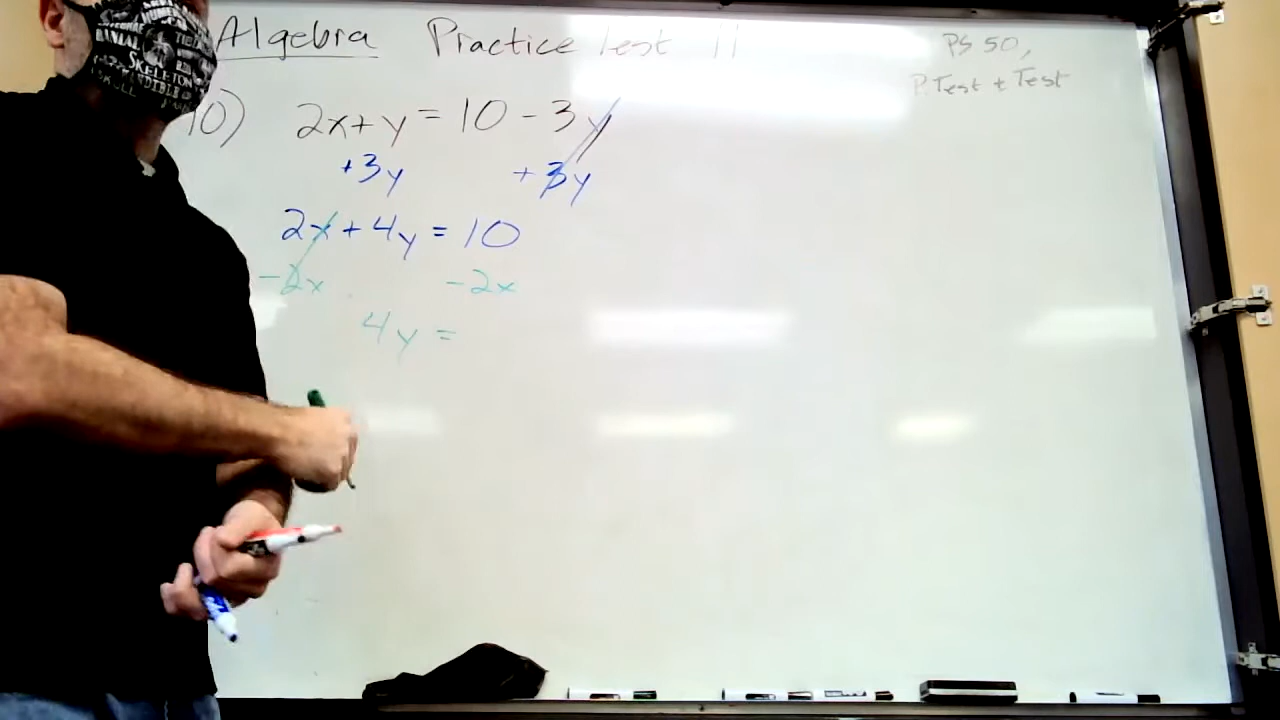 Algebra Practice Test 11
PS 50,
P.Test + Test
10) 2x+y = 10 - 3y
+3y +3y
2x + 4y = 10
-2x -2x
4y =
SKELETON